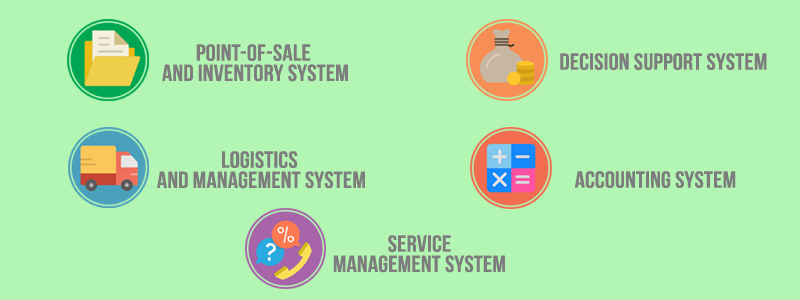 POINT-OF-SALE
AND INVENTORY SYSTEM
DECISION SUPPORT SYSTEM
LOGISTICS
AND MANAGEMENT SYSTEM
ACCOUNTING SYSTEM
%
?
SERVICE
MANAGEMENT SYSTEM